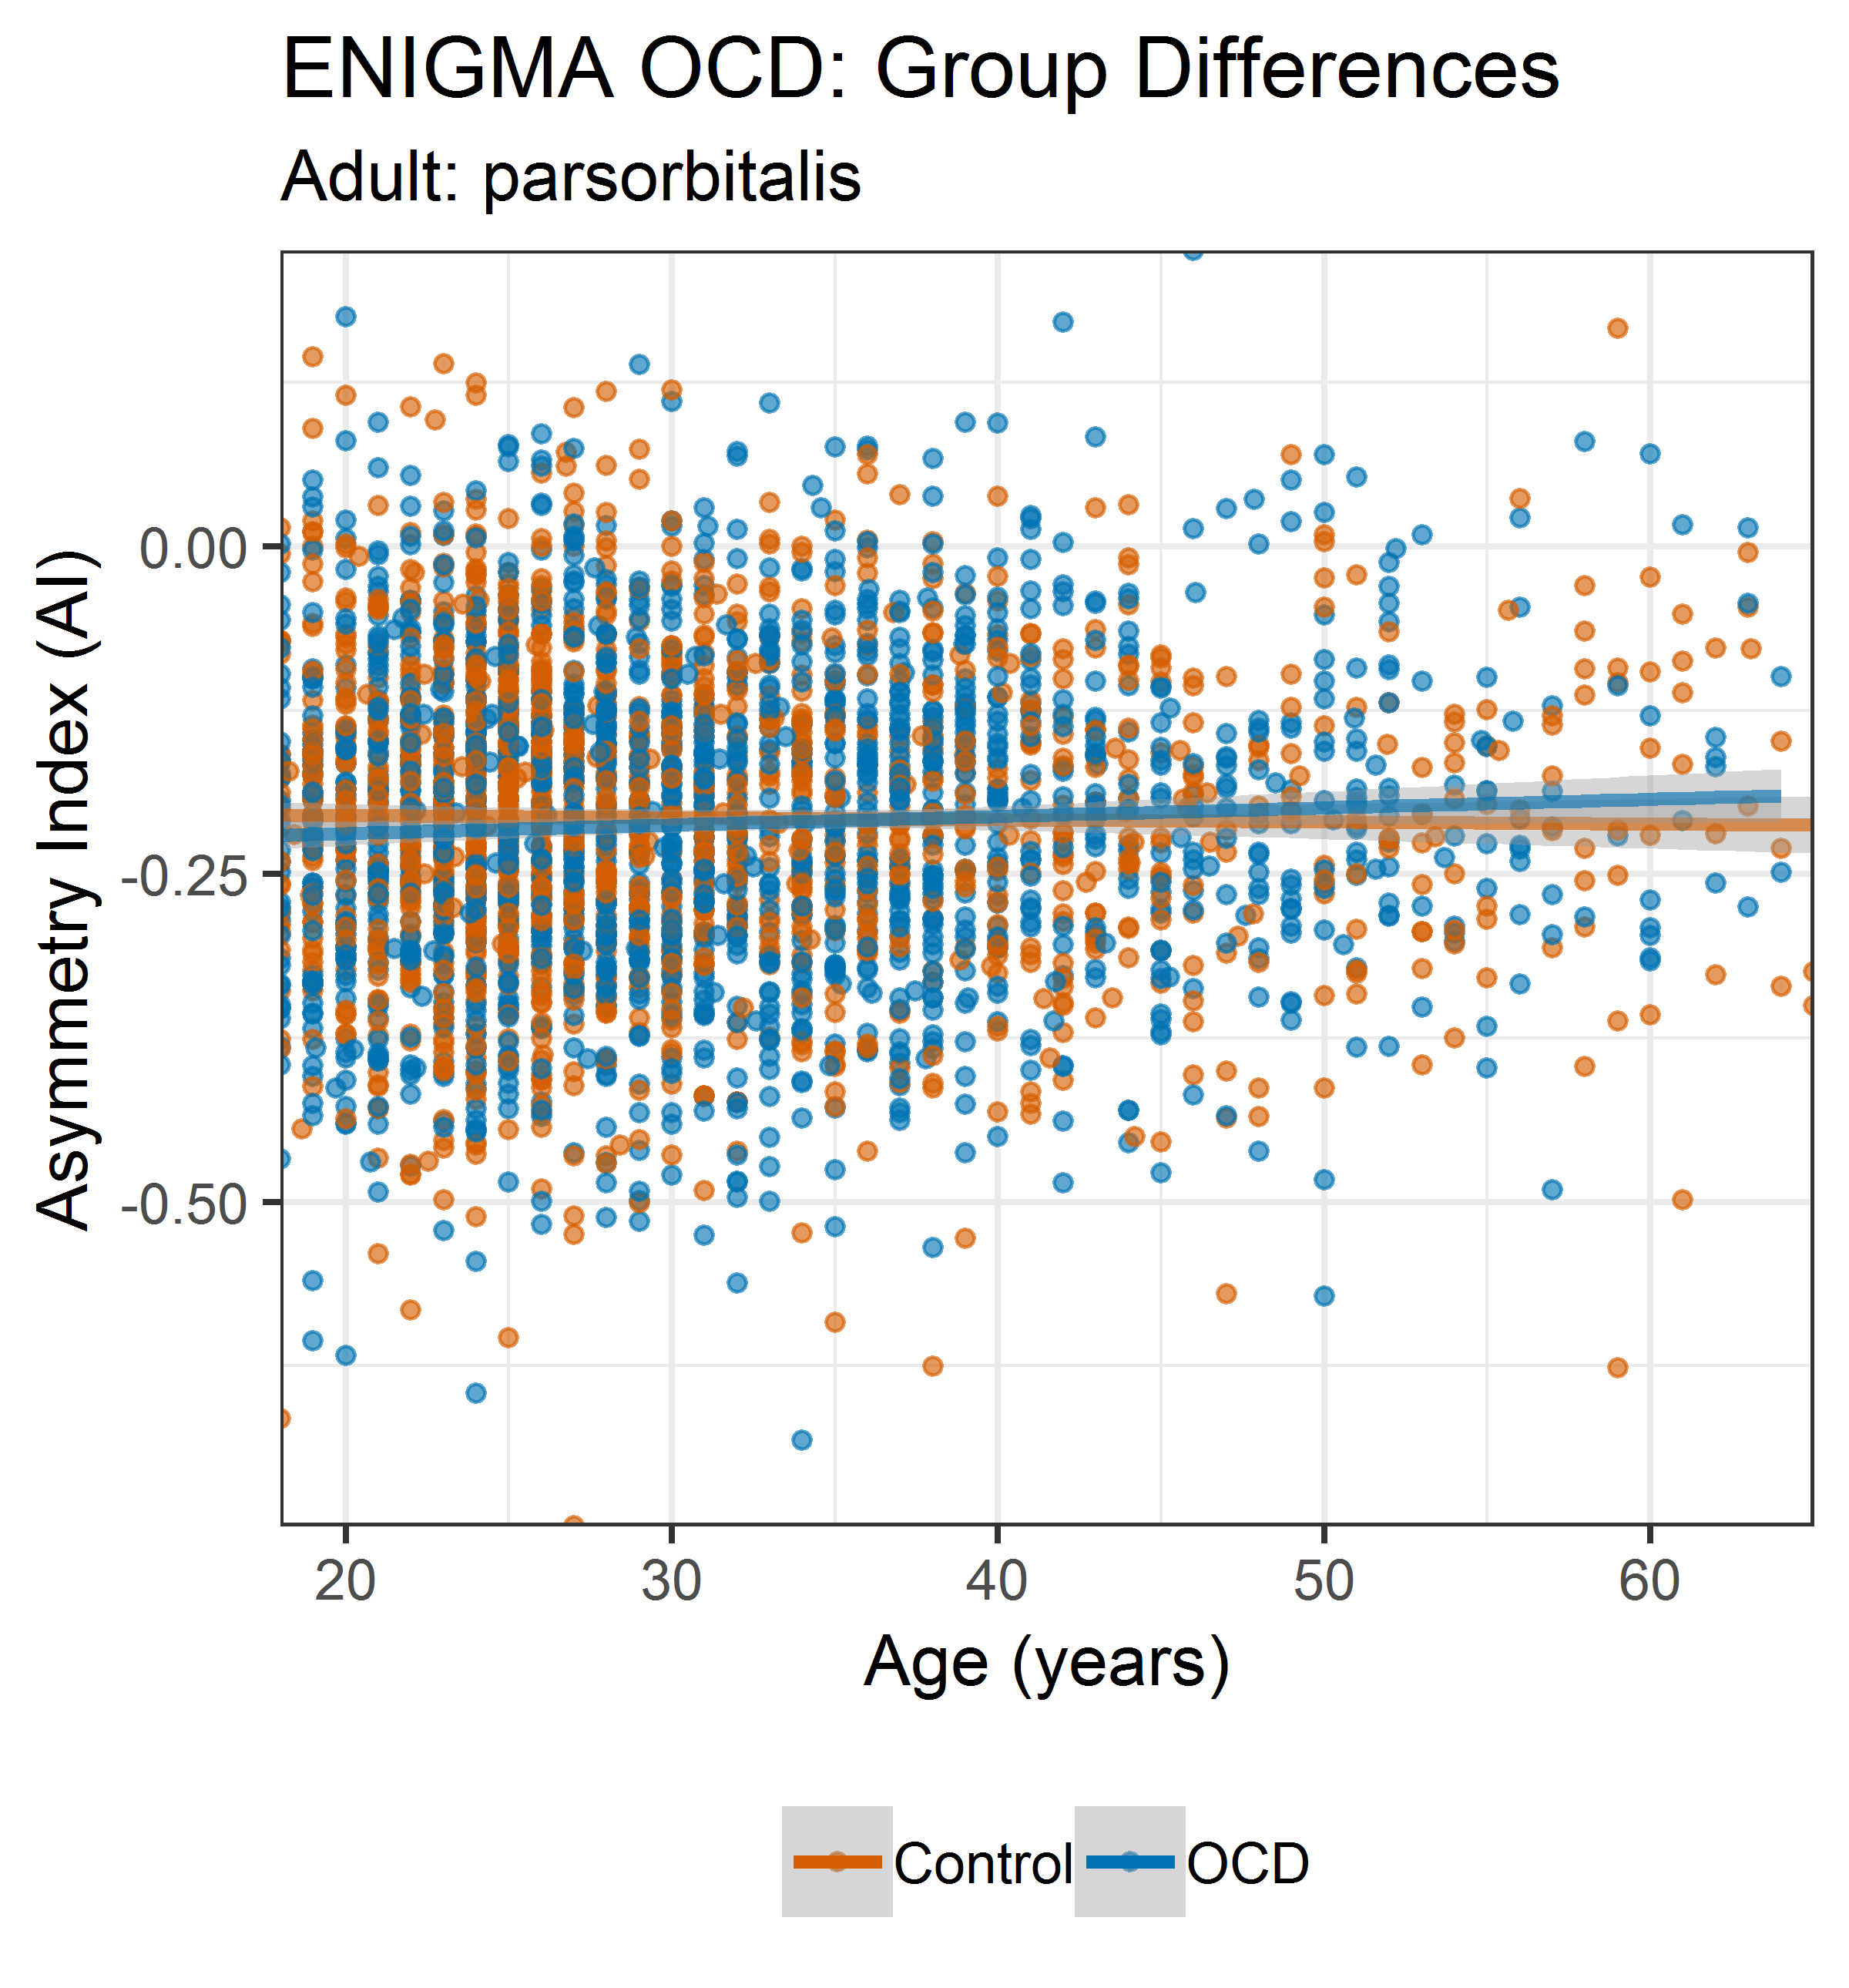 ENIGMA OCD: Group Differences
Adult: parsorbitalis
Asymmetry Index (AI)
0.00
-0.25
-0.50
20 30 40 50 60
Age (years)
Control OCD